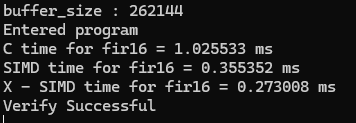 buffer_size : 262144
Entered program
C time for fir16 = 1.025533 ms
SIMD time for fir16 = 0.355352 ms
X - SIMD time for fir16 = 0.273008 ms
Verify Successful